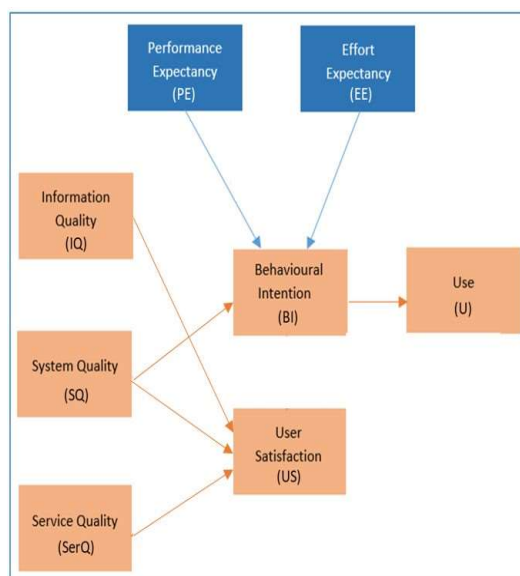 Performance
Expectancy
(PE)
Effort
Expectancy
(EE)
Information
Quality
(IQ)
Behavioural
Intention
(BI)
Use
(U)
System Quality
(SQ)
User
Satisfaction
(US)
Service Quality
(SerQ)